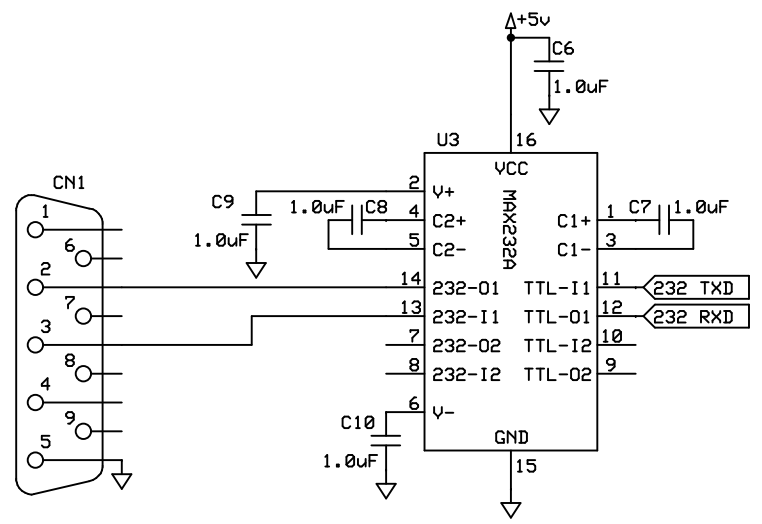 +5v
C6
1.0uF
U3
16
VCC
MAX232A
CN1
1
6
2
7
3
8
4
9
5
C9
1.0uF
1.0uF
C8
2
V+
4
C2+
5
C2-
14
232-O1
13
232-I1
7
232-O2
8
232-I2
6
V-
C1+
1
C7
1.0uF
C1-
3
TTL-I1
11
232 TXD
TTL-O1
12
232 RXD
TTL-I2
10
TTL-O2
9
C10
1.0uF
GND
15